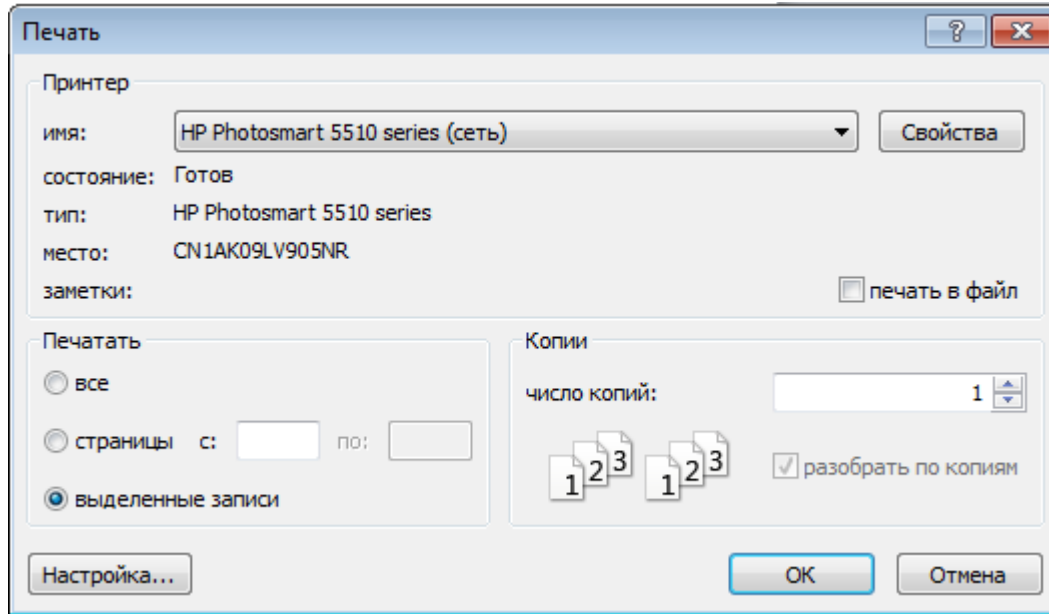 Печать
Принтер
имя: HP Photosmart 5510 series (сеть) Свойства
состояние: Готов
тип: HP Photosmart 5510 series
место: CN1AK09LV905NR
заметки: печать в файл
Печатать
все
страницы с: по:
выделенные записи
Копии
число копий: 1
1 2 3 1 2 3
разобрать по копиям
Настройка... ОК Отмена